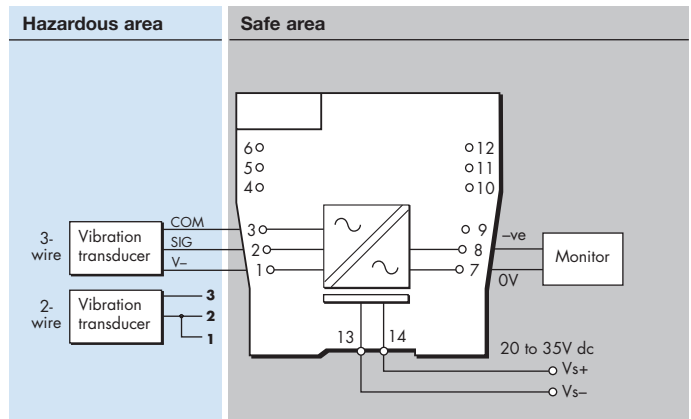 Hazardous area
Safe area
6
5
4
12
11
10
3-wire
Vibration transducer
COM
SIG
V–
3
2
1
9
8
7
–ve
0V
Monitor
2-wire
Vibration transducer
3
2
1
13
14
20 to 35V dc
Vs+
Vs–